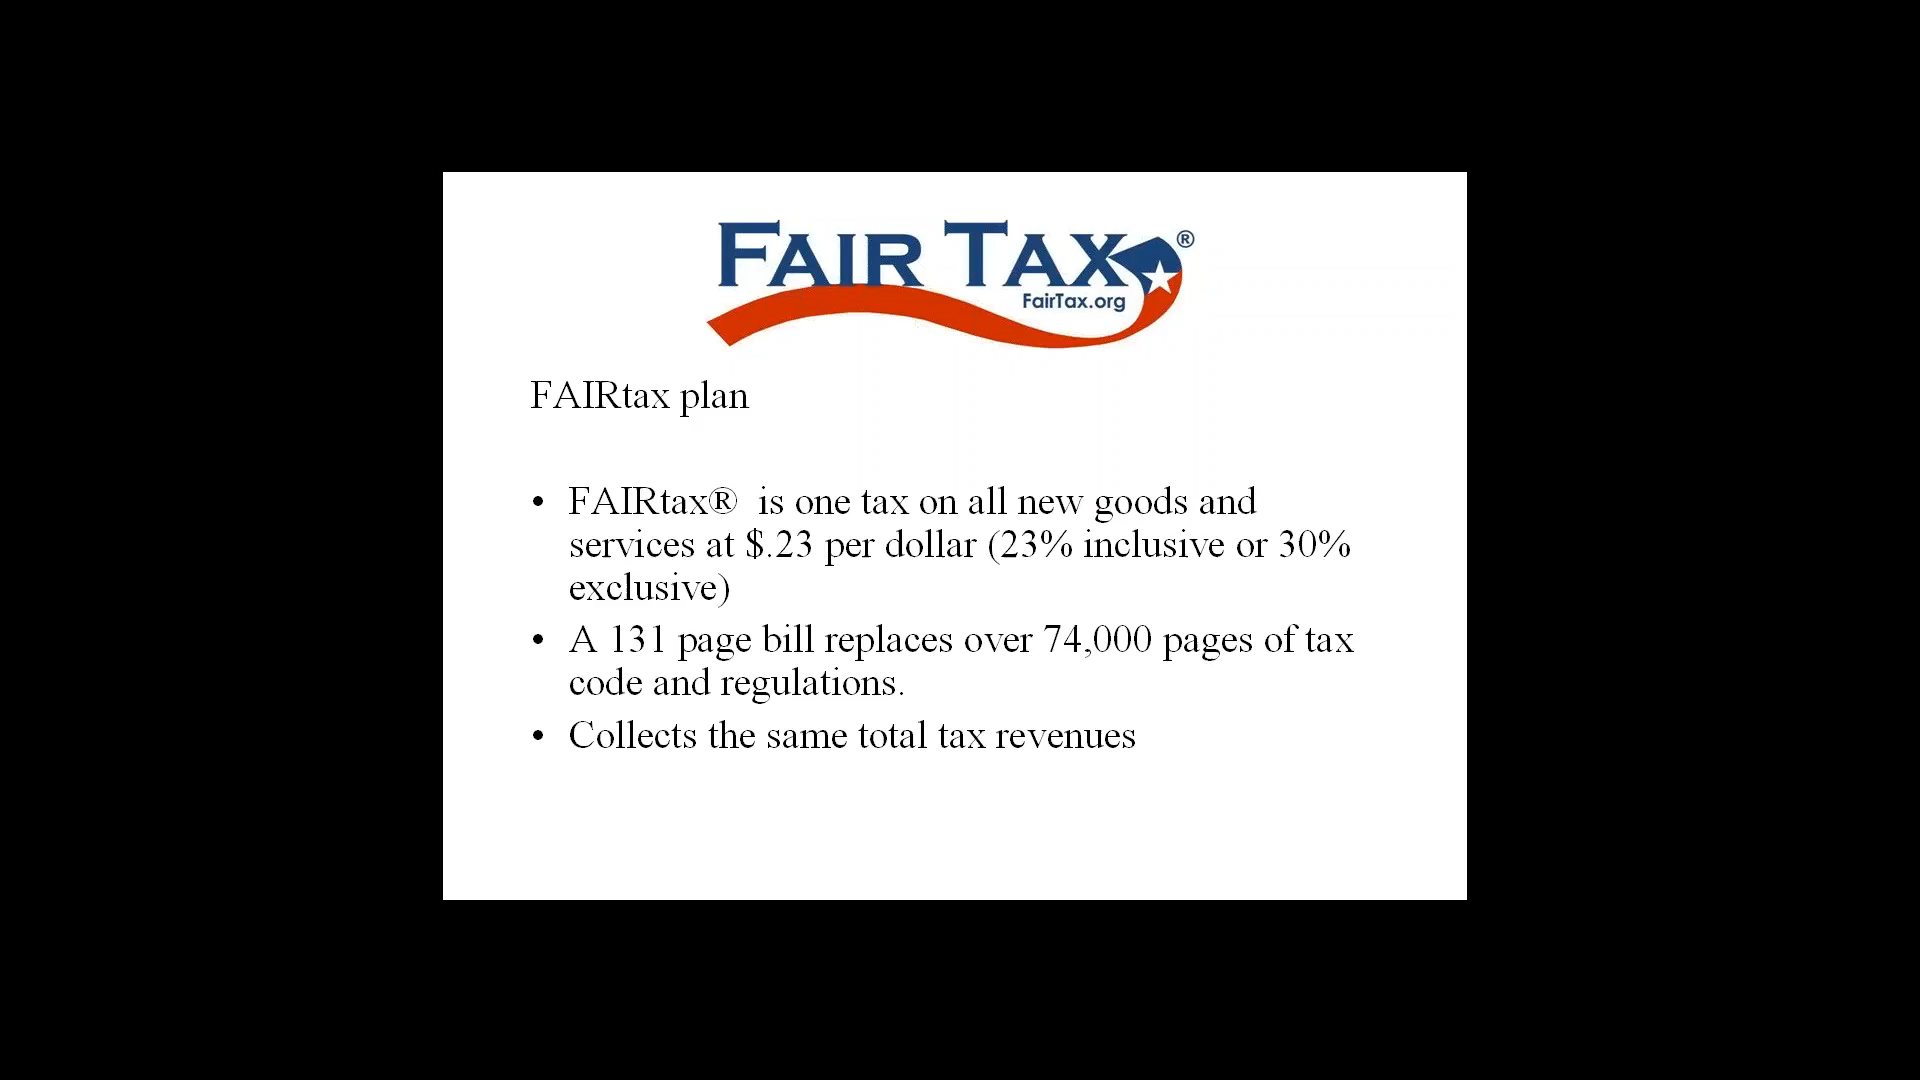 FAIR TAX®
FairTax.org
FAIRtax plan
• FAIRtax®  is one tax on all new goods and
services at $.23 per dollar (23% inclusive or 30%
exclusive)
• A 131 page bill replaces over 74,000 pages of tax
code and regulations.
• Collects the same total tax revenues